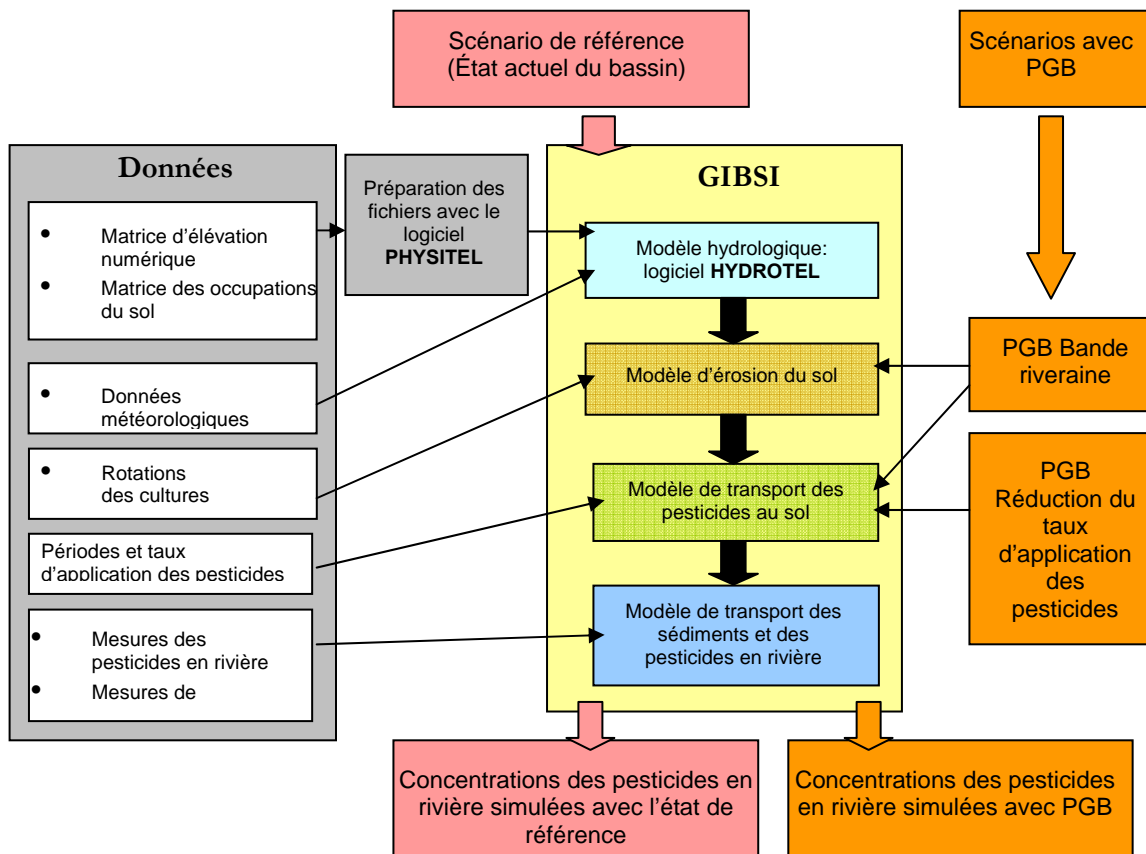 Scénario de référence
(État actuel du bassin)
Scénarios avec
PGB
Données
• Matrice d'élévation
numérique
• Matrice des occupations
du sol
• Données
météorologiques
• Rotations
des cultures
Périodes et taux
d'application des pesticides
• Mesures des
pesticides en rivière
• Mesures de
Préparation des
fichiers avec le
logiciel
PHYSITEL
GIBSI
Modèle hydrologique:
logiciel HYDROTEL
Modèle d'érosion du sol
Modèle de transport des
pesticides au sol
Modèle de transport des
sédiments et des
pesticides en rivière
PGB Bande
riveraine
PGB
Réduction du
taux
d'application
des
pesticides
Concentrations des pesticides en
rivière simulées avec l'état de
référence
Concentrations des pesticides
en rivière simulées avec PGB